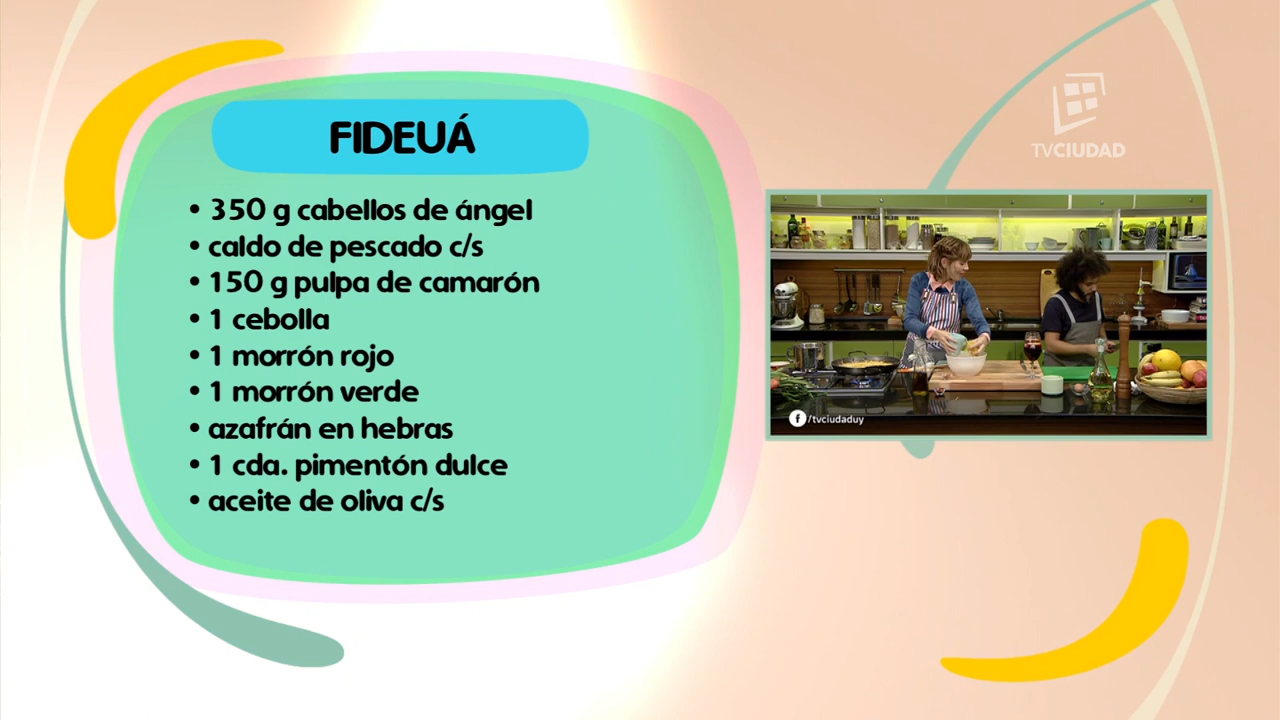 FIDEUÁ
• 350 g cabellos de ángel
• caldo de pescado c/s
• 150 g pulpa de camarón
• 1 cebolla
• 1 morrón rojo
• 1 morrón verde
• azafrán en hebras
• 1 cda. pimentón dulce
• aceite de oliva c/s
TVCIUDAD
f /tvciudaduy